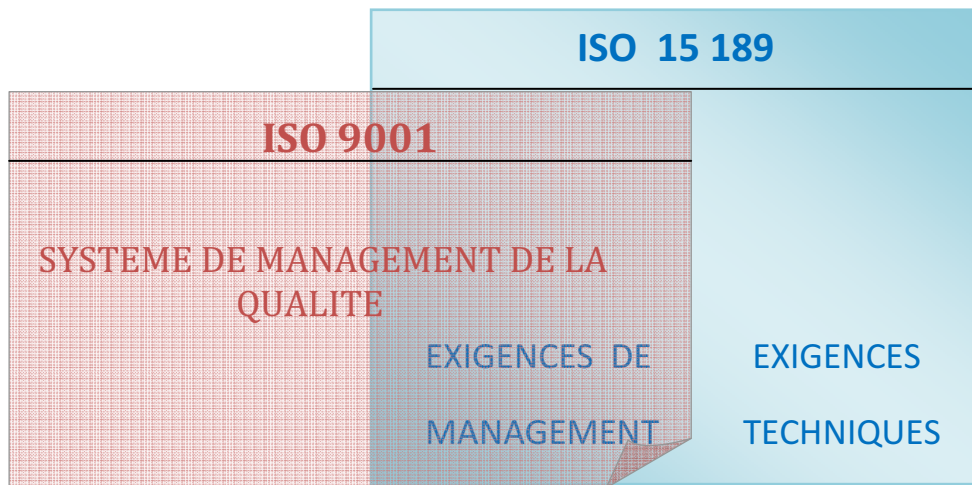 ISO 15 189
ISO 9001
SYSTEME DE MANAGEMENT DE LA
QUALITE
EXIGENCES DE
MANAGEMENT
EXIGENCES
TECHNIQUES